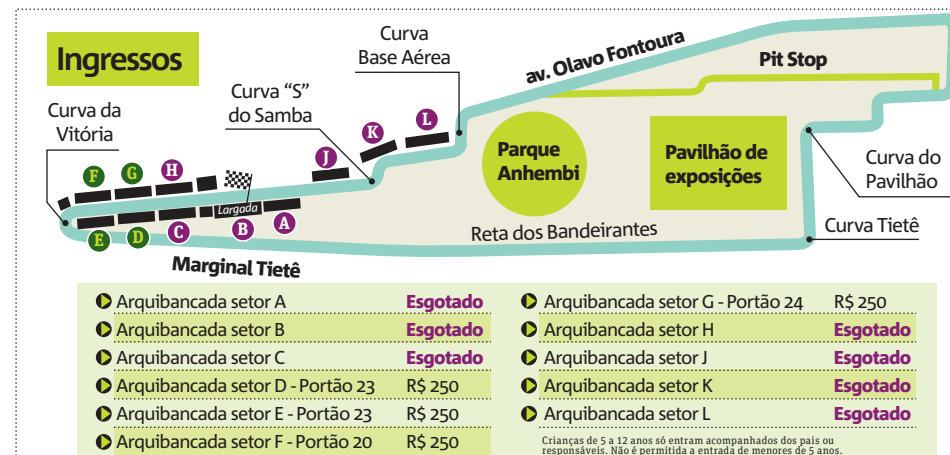 Ingressos
Curva da
Vitória
Curva “S”
do Samba
Curva
Base Aérea
av. Olavo Fontoura
Pit Stop
F
G
H
J
K
L
Largada
E
D
C
B
A
Parque
Anhembi
Pavilhão de
exposições
Curva do
Pavilhão
Curva Tietê
Reta dos Bandeirantes
Marginal Tietê
Arquibancada setor A Esgotado
Arquibancada setor B Esgotado
Arquibancada setor C Esgotado
Arquibancada setor D - Portão 23 R$ 250
Arquibancada setor E - Portão 23 R$ 250
Arquibancada setor F - Portão 20 R$ 250
Arquibancada setor G - Portão 24 R$ 250
Arquibancada setor H Esgotado
Arquibancada setor J Esgotado
Arquibancada setor K Esgotado
Arquibancada setor L Esgotado
Crianças de 5 a 12 anos só entram acompanhados dos pais ou
responsáveis. Não é permitida a entrada de menores de 5 anos.